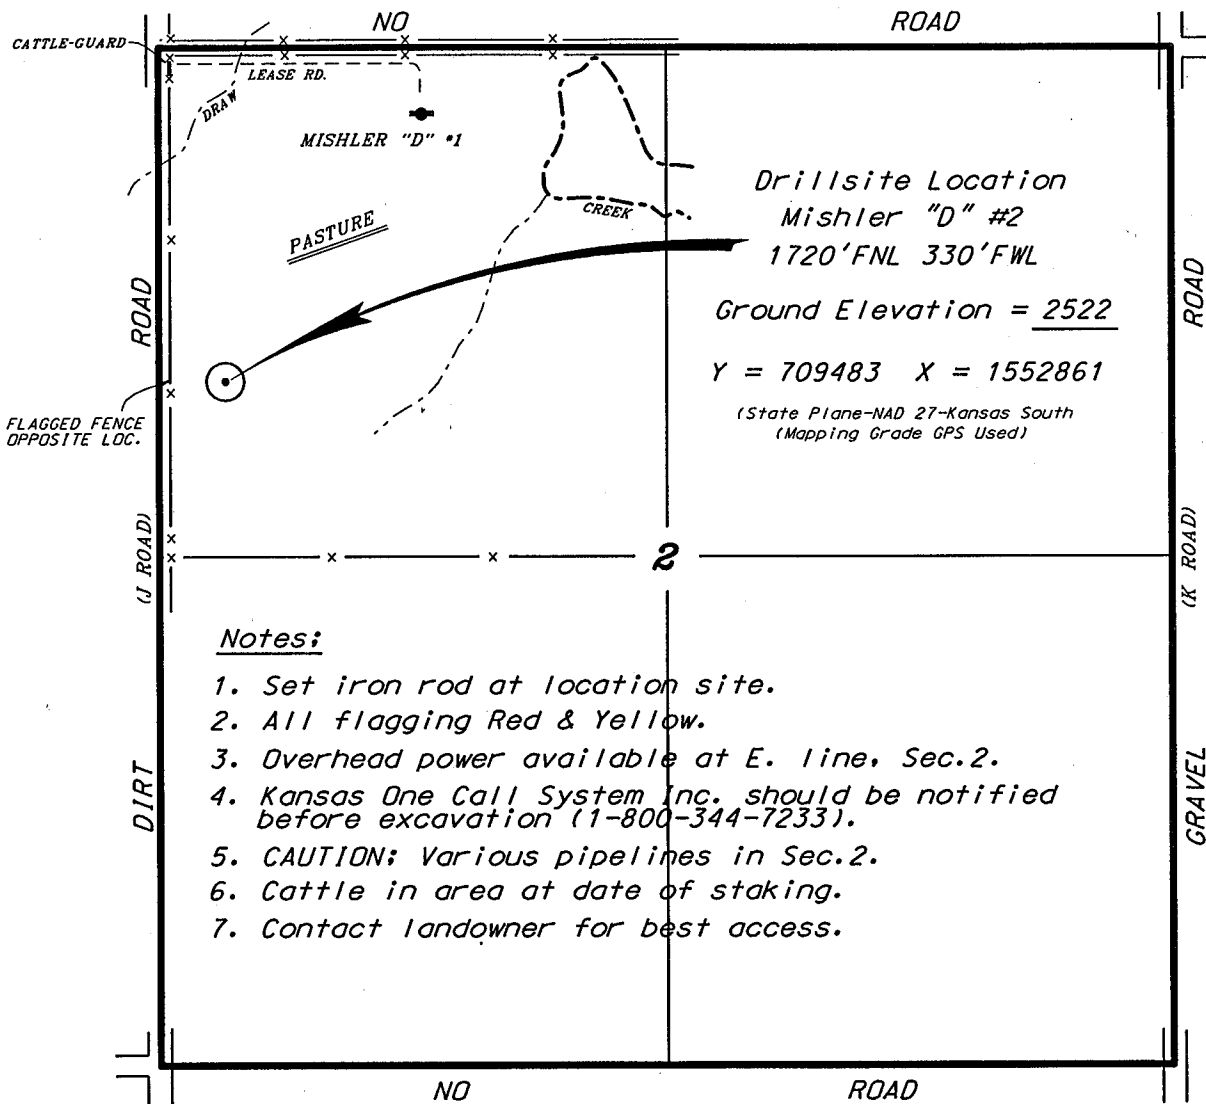 NO ROAD
CATTLE-GUARD
LEASE RD.
DRAW
MISHLER "D" #1
PASTURE
CREEK
Drillsite Location
Mishler "D" #2
1720'FNL 330'FWL
Ground Elevation = 2522
Y = 709483 X = 1552861
(State Plane-NAD 27-Kansas South
(Mapping Grade GPS Used)
ROAD
ROAD
FLAGGED FENCE
OPPOSITE LOC.
(J ROAD)
2
(K ROAD)
Notes:
1. Set iron rod at location site.
2. All flagging Red & Yellow.
3. Overhead power available at E. line, Sec.2.
4. Kansas One Call System Inc. should be notified
before excavation (1-800-344-7233).
5. CAUTION: Various pipelines in Sec.2.
6. Cattle in area at date of staking.
7. Contact landowner for best access.
DIRT
GRAVEL
NO ROAD